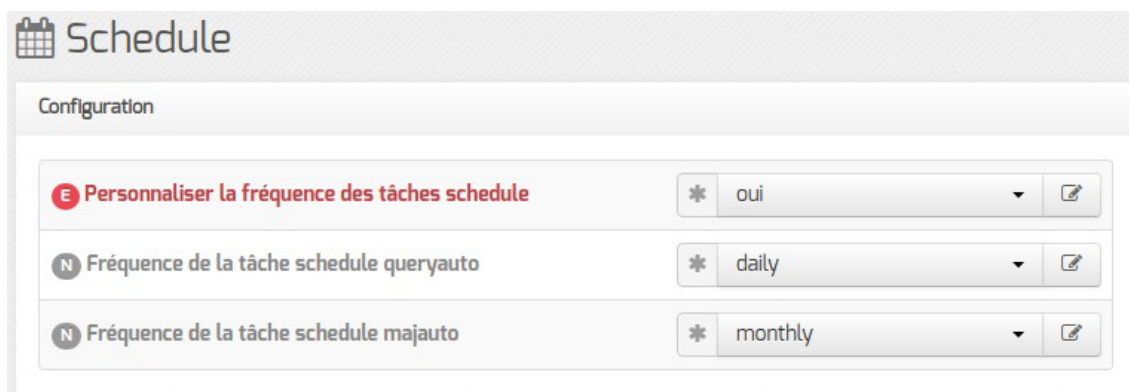 Schedule
Configuration
E Personnaliser la fréquence des tâches schedule * oui
N Fréquence de la tâche schedule queryauto * daily
N Fréquence de la tâche schedule majauto * monthly